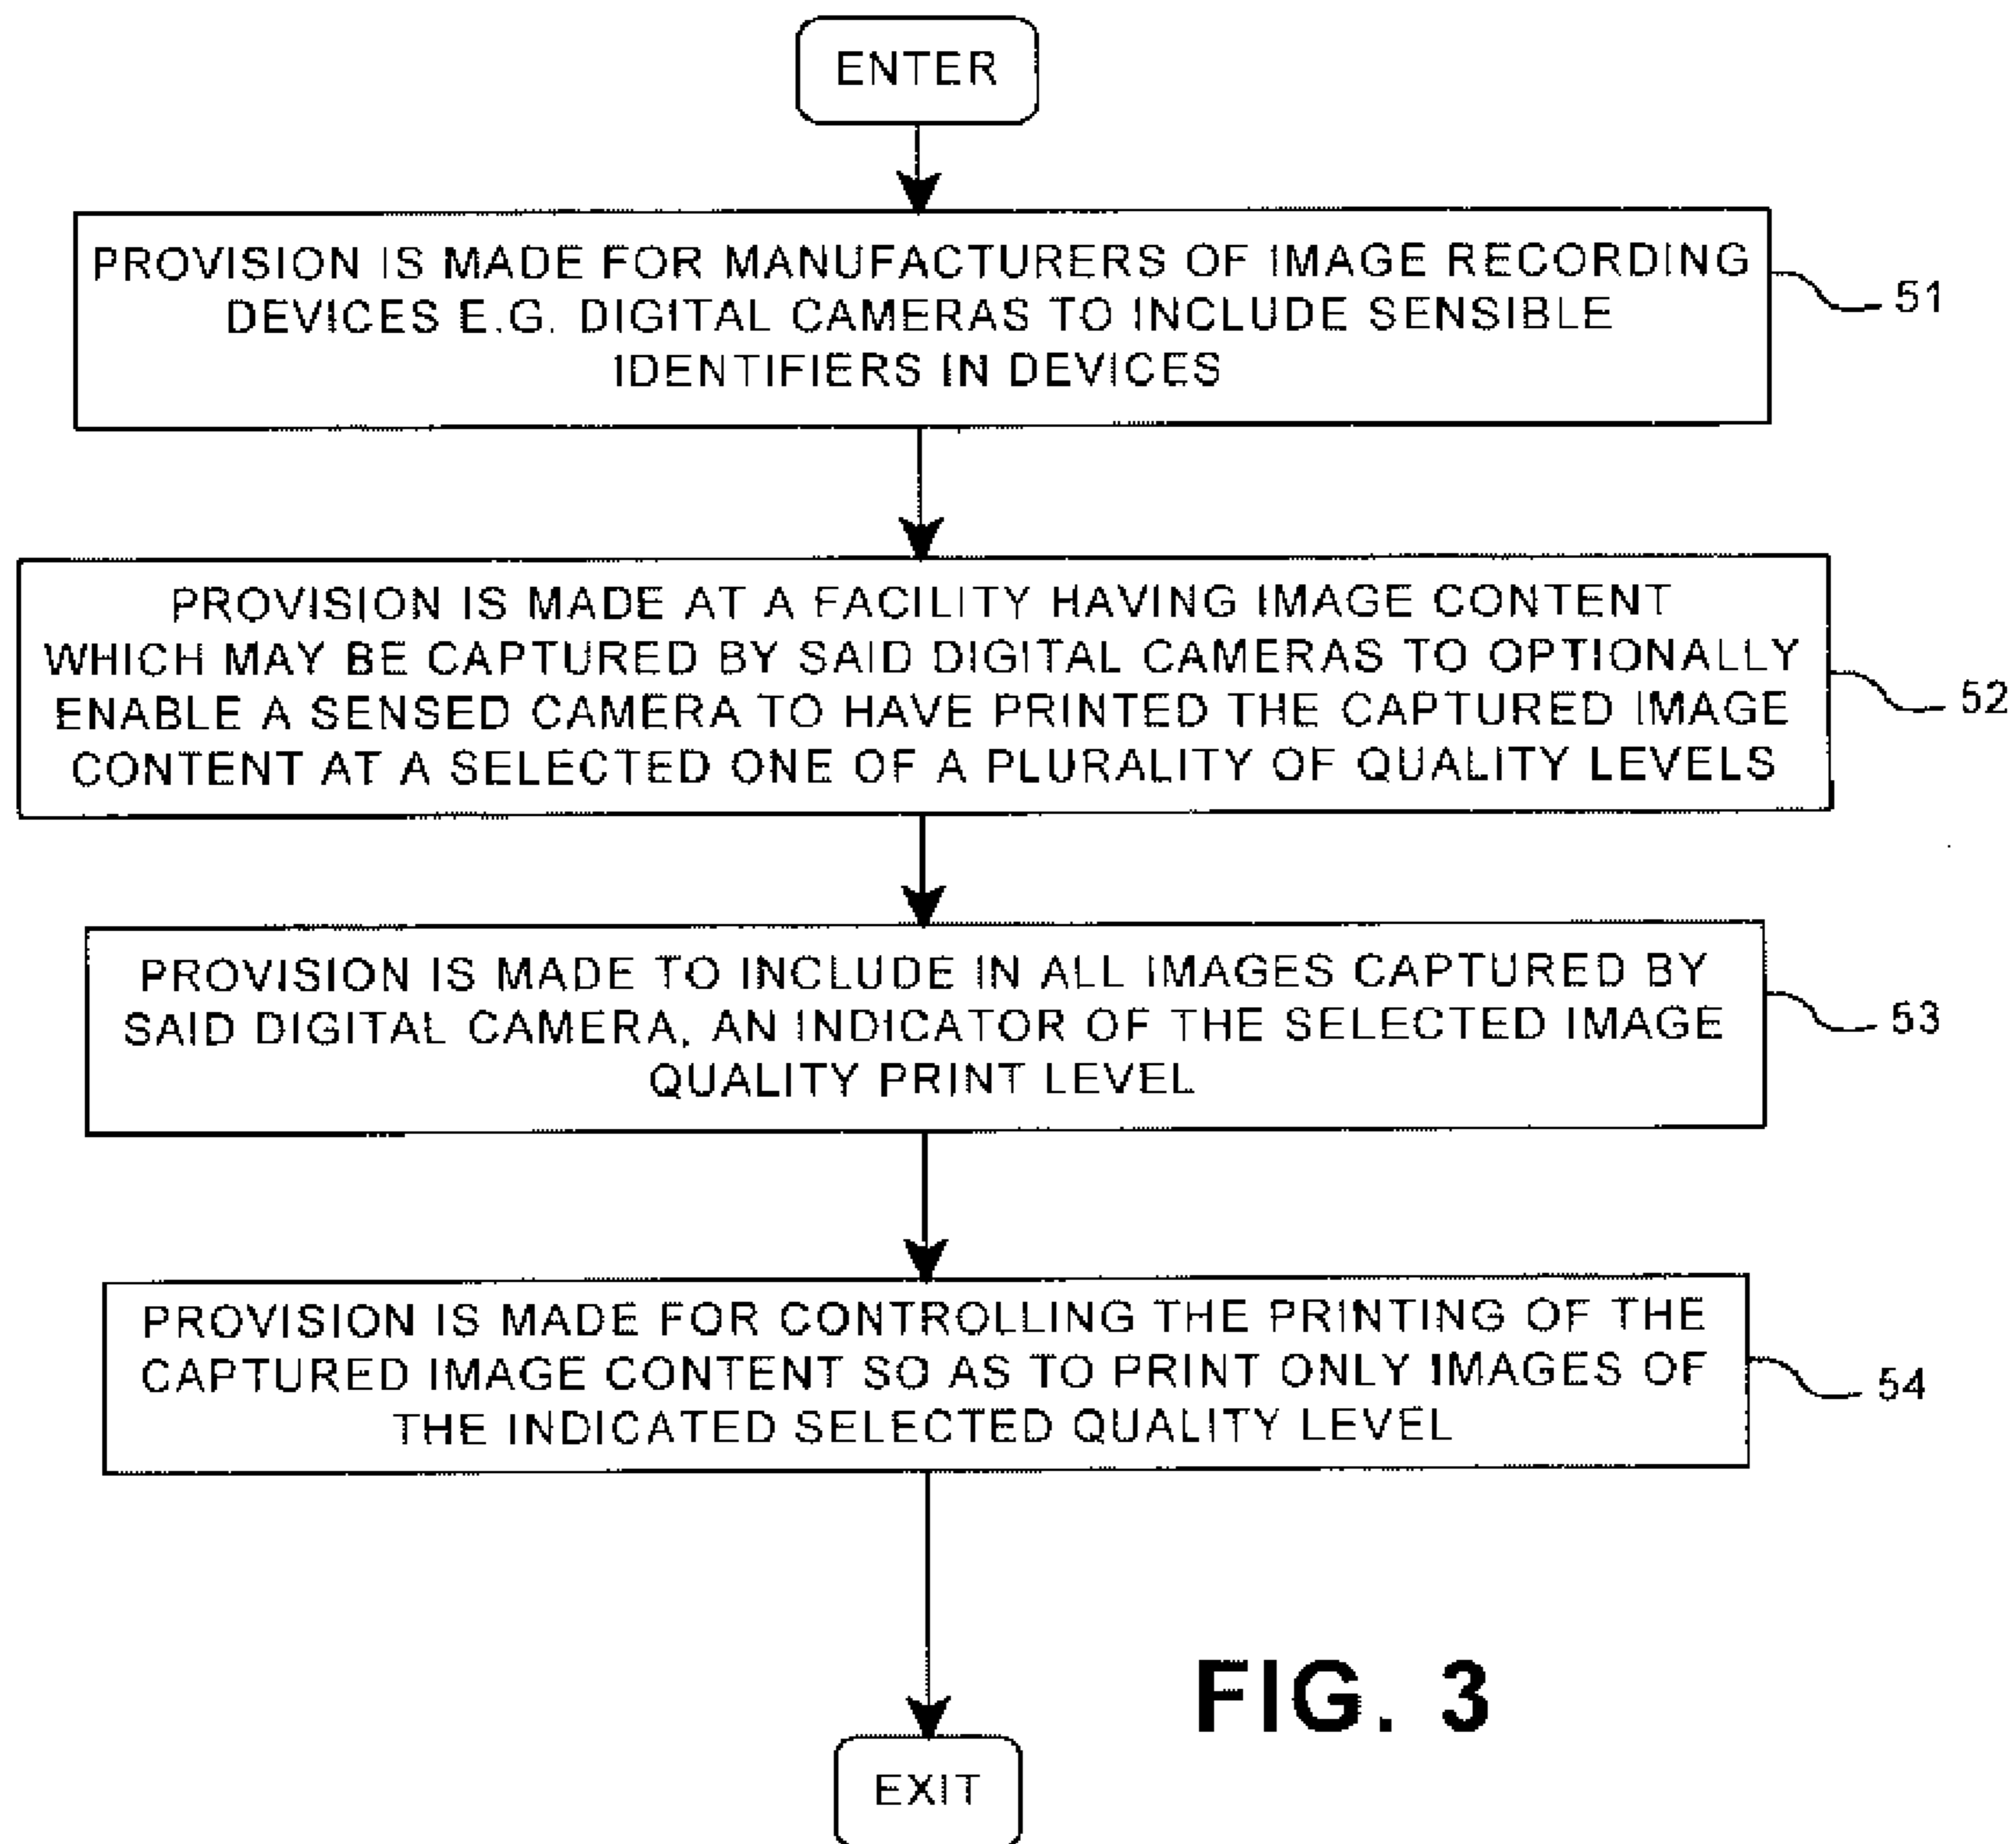 ENTER
PROVISION IS MADE FOR MANUFACTURERS OF IMAGE RECORDING
DEVICES E.G. DIGITAL CAMERAS TO INCLUDE SENSIBLE
IDENTIFIERS IN DEVICES
51
PROVISION IS MADE AT A FACILITY HAVING IMAGE CONTENT
WHICH MAY BE CAPTURED BY SAID DIGITAL CAMERAS TO OPTIONALLY
ENABLE A SENSED CAMERA TO HAVE PRINTED THE CAPTURED IMAGE
CONTENT AT A SELECTED ONE OF A PLURALITY OF QUALITY LEVELS
52
PROVISION IS MADE TO INCLUDE IN ALL IMAGES CAPTURED BY
SAID DIGITAL CAMERA, AN INDICATOR OF THE SELECTED IMAGE
QUALITY PRINT LEVEL
53
PROVISION IS MADE FOR CONTROLLING THE PRINTING OF THE
CAPTURED IMAGE CONTENT SO AS TO PRINT ONLY IMAGES OF
THE INDICATED SELECTED QUALITY LEVEL
54
EXIT
FIG. 3